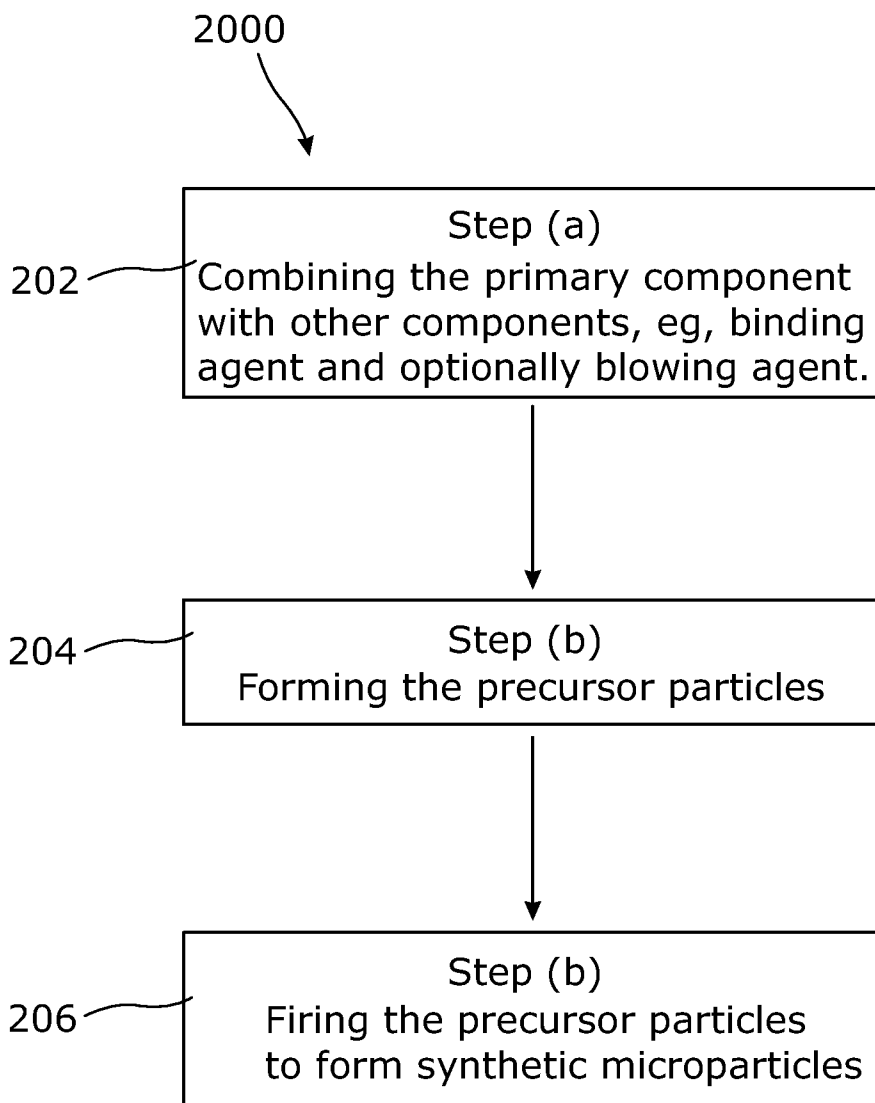 2000
Step (a)
202
Combining the primary component
with other components, eg, binding
agent and optionally blowing agent.
204
Step (b)
Forming the precursor particles
Step (b)
206
Firing the precursor particles
to form synthetic microparticles